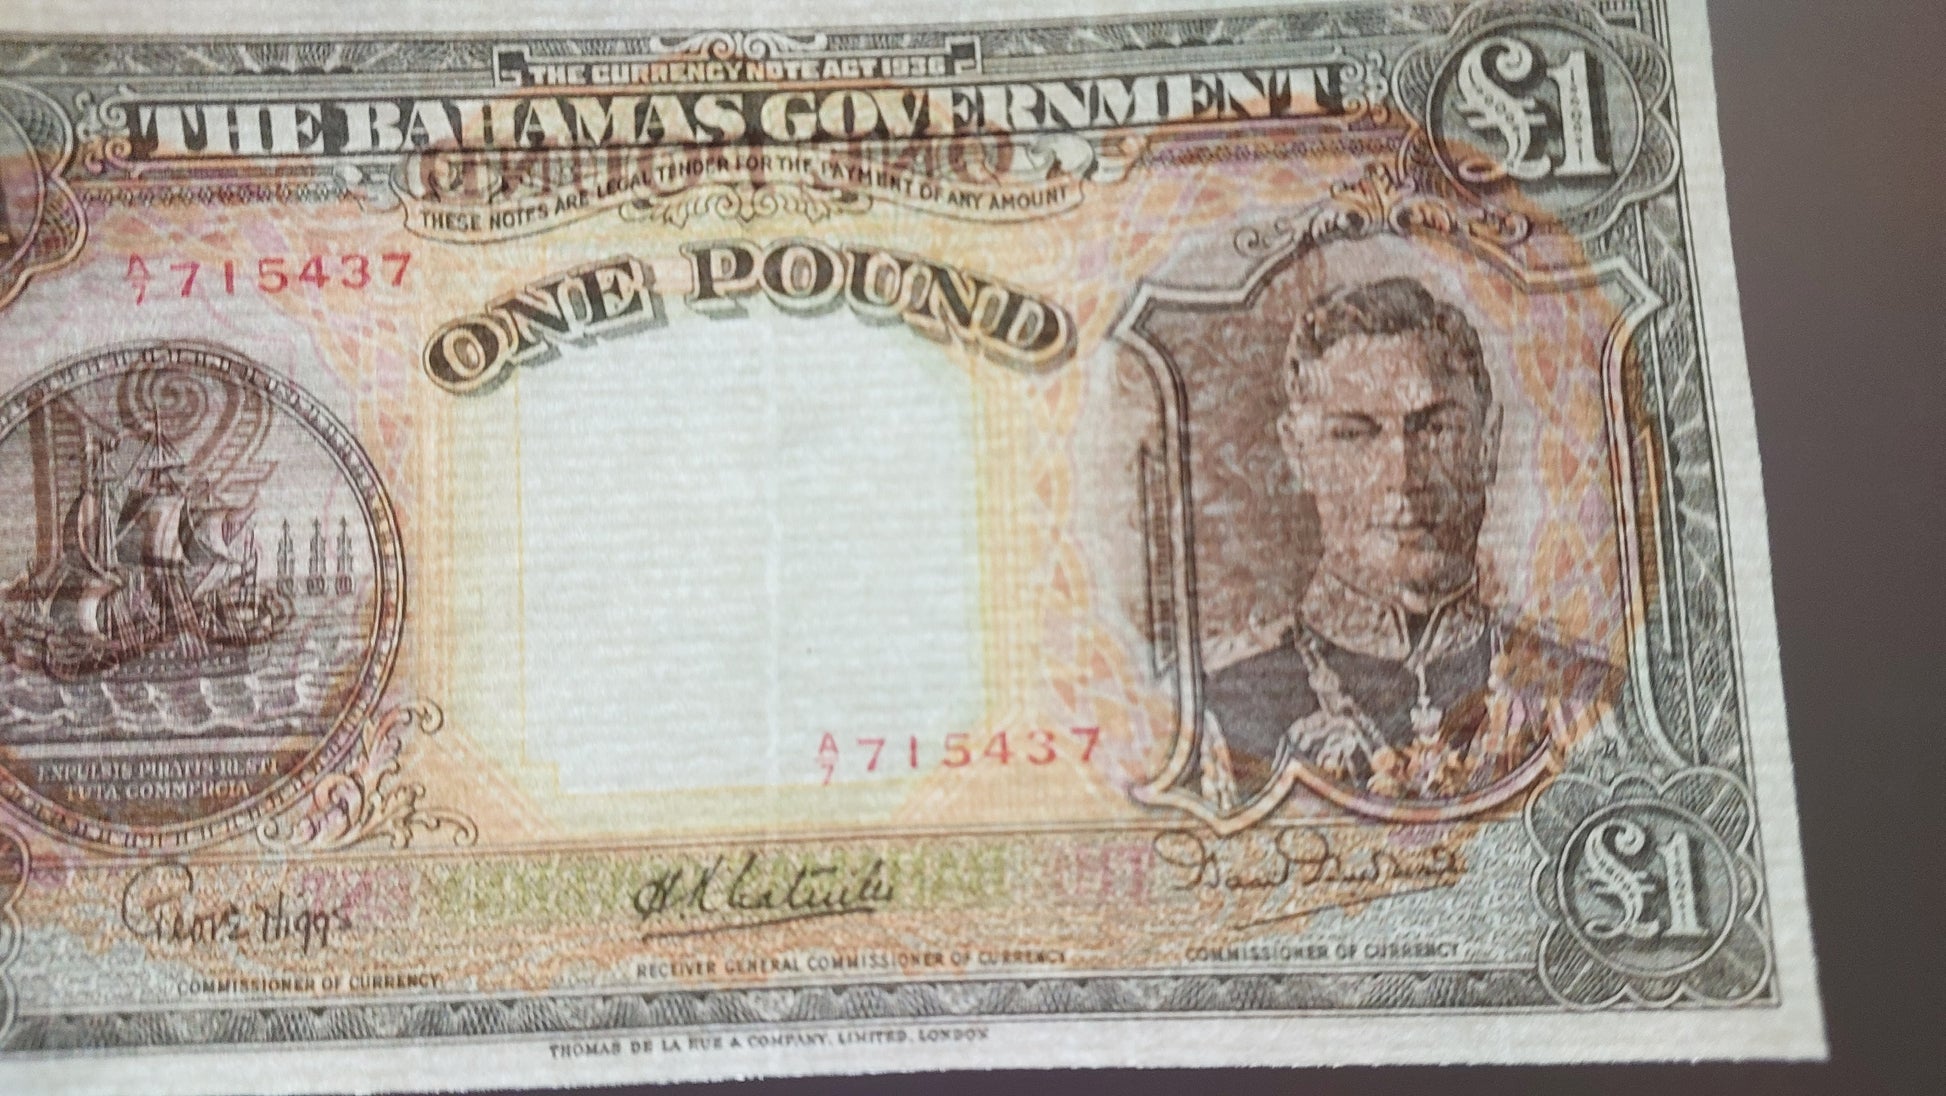 THE CURRENCY NOTE ACT 1936
THE BAHAMAS GOVERNMENT
£1
THESE NOTES ARE LEGAL TENDER FOR THE PAYMENT OF ANY AMOUNT
A/7 715437
ONE POUND
A/7 715437
EXPULSIS PIRATIS RESTITUTA COMMERCIA
George Higgs
COMMISSIONER OF CURRENCY
RECEIVER GENERAL COMMISSIONER OF CURRENCY
COMMISSIONER OF CURRENCY
£1
THOMAS DE LA RUE & COMPANY, LIMITED, LONDON